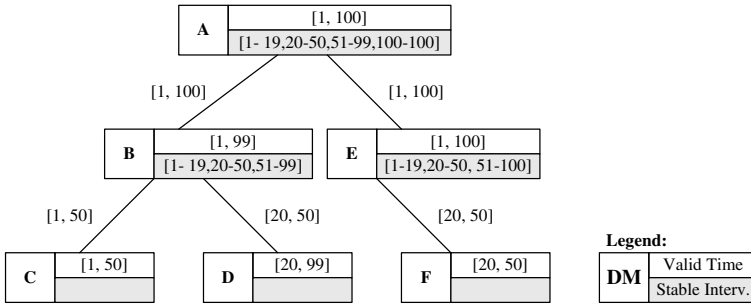 A
[1, 100]
[1- 19,20-50,51-99,100-100]
[1, 100]
[1, 100]
B
[1, 99]
[1- 19,20-50,51-99]
E
[1, 100]
[1-19,20-50, 51-100]
[1, 50]
[20, 50]
[20, 50]
C
[1, 50]
D
[20, 99]
F
[20, 50]
Legend:
DM
Valid Time
Stable Interv.